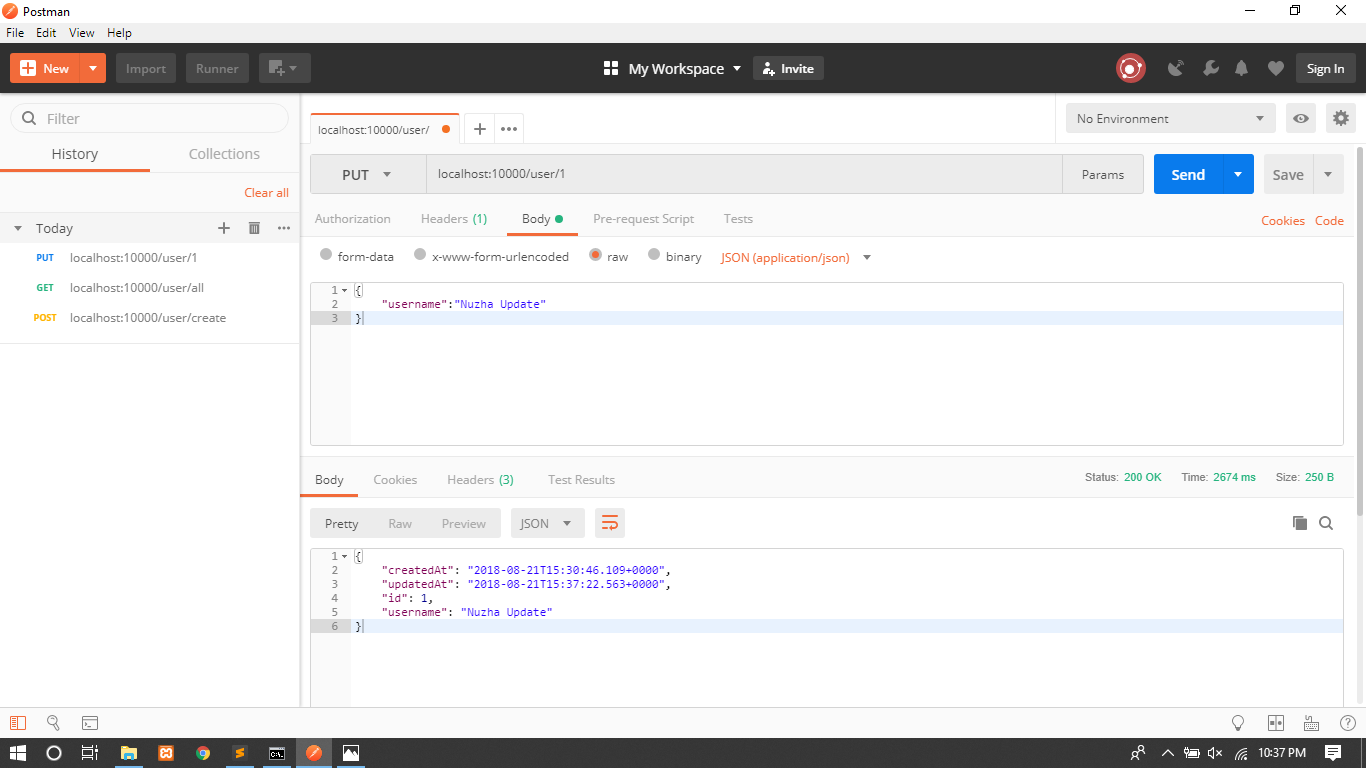 Postman
File Edit View Help
New Import Runner My Workspace Invite Sign In
Filter
History Collections
Clear all
Today
PUT localhost:10000/user/1
GET localhost:10000/user/all
POST localhost:10000/user/create
localhost:10000/user/ + ••• No Environment
PUT localhost:10000/user/1 Params Send Save
Authorization Headers (1) Body Pre-request Script Tests Cookies Code
form-data x-www-form-urlencoded raw binary JSON (application/json)
1 {
2 "username":"Nuzha Update"
3 }
Body Cookies Headers (3) Test Results Status: 200 OK Time: 2674 ms Size: 250 B
Pretty Raw Preview JSON
1 {
2 "createdAt": "2018-08-21T15:30:46.109+0000",
3 "updatedAt": "2018-08-21T15:37:22.563+0000",
4 "id": 1,
5 "username": "Nuzha Update"
6 }
10:37 PM